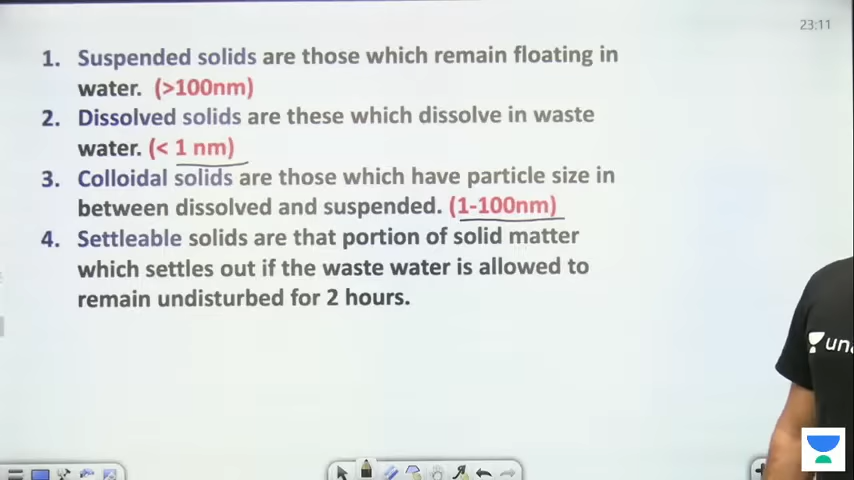 23:11
1. Suspended solids are those which remain floating in
water. (>100nm)
2. Dissolved solids are these which dissolve in waste
water. (< 1 nm)
3. Colloidal solids are those which have particle size in
between dissolved and suspended. (1-100nm)
4. Settleable solids are that portion of solid matter
which settles out if the waste water is allowed to
remain undisturbed for 2 hours.
una